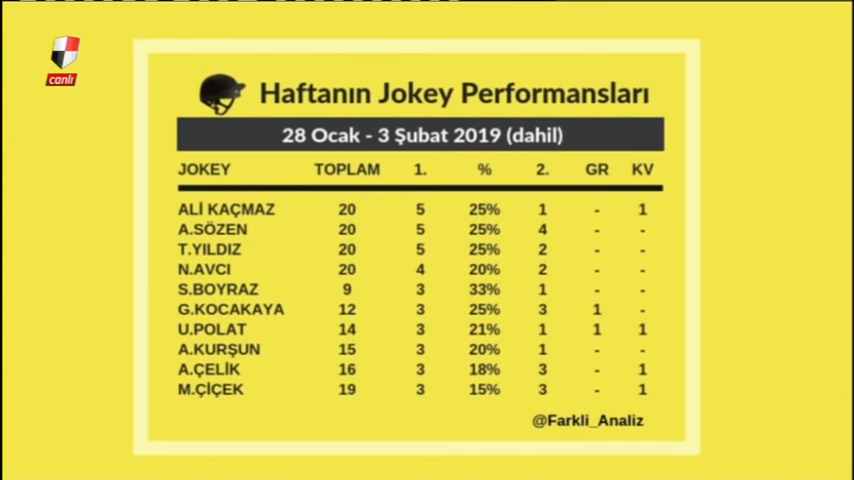 canlı
Haftanın Jokey Performansları
28 Ocak - 3 Şubat 2019 (dahil)
JOKEY TOPLAM 1. % 2. GR KV
ALİ KAÇMAZ 20 5 25% 1 - 1
A.SÖZEN 20 5 25% 4 - -
T.YILDIZ 20 5 25% 2 - -
N.AVCI 20 4 20% 2 - -
S.BOYRAZ 9 3 33% 1 - -
G.KOCAKAYA 12 3 25% 3 1 -
U.POLAT 14 3 21% 1 1 1
A.KURŞUN 15 3 20% 1 - -
A.ÇELİK 16 3 18% 3 - 1
M.ÇİÇEK 19 3 15% 3 - 1
@Farkli_Analiz